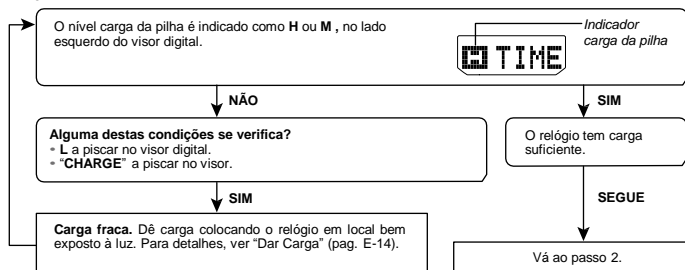 O nível carga da pilha é indicado como H ou M , no lado
esquerdo do visor digital.
Indicador
carga da pilha
TIME
NÃO
SIM
Alguma destas condições se verifica?
• L a piscar no visor digital.
• “CHARGE” a piscar no visor.
O relógio tem carga
suficiente.
SIM
SEGUE
Carga fraca. Dê carga colocando o relógio em local bem
exposto à luz. Para detalhes, ver “Dar Carga” (pag. E-14).
Vá ao passo 2.